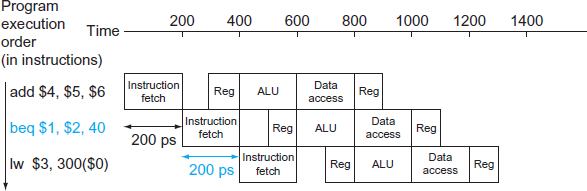 Program
execution
order
(in instructions)
Time
200 400 600 800 1000 1200 1400
add $4, $5, $6
Instruction
fetch
Reg
ALU
Data
access
Reg
beq $1, $2, 40
200 ps
Instruction
fetch
Reg
ALU
Data
access
Reg
lw $3, 300($0)
200 ps
Instruction
fetch
Reg
ALU
Data
access
Reg